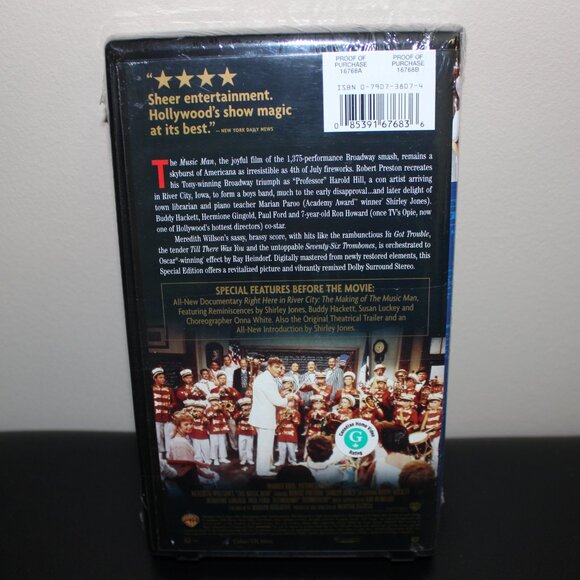 PROOF OF PURCHASE 16768A
PROOF OF PURCHASE 16768B
ISBN 0-7907-3807-4
0 85391 67683 6
“★★★★
Sheer entertainment.
Hollywood's show magic
at its best.” — NEW YORK DAILY NEWS
The Music Man, the joyful film of the 1,375-performance Broadway smash, remains a
skyburst of Americana as irresistible as 4th of July fireworks. Robert Preston recreates
his Tony-winning Broadway triumph as “Professor” Harold Hill, a con artist arriving
in River City, Iowa, to form a boys band, much to the early disapproval...and later delight of
town librarian and piano teacher Marian Paroo (Academy Award™ winner* Shirley Jones).
Buddy Hackett, Hermione Gingold, Paul Ford and 7-year-old Ron Howard (once TV's Opie, now
one of Hollywood's hottest directors) co-star.
Meredith Willson's sassy, brassy score, with hits like the rambunctious Ya Got Trouble,
the tender Till There Was You and the untoppable Seventy-Six Trombones, is orchestrated to
Oscar®-winning* effect by Ray Heindorf. Digitally mastered from newly restored elements, this
Special Edition offers a revitalized picture and vibrantly remixed Dolby Surround Stereo.
SPECIAL FEATURES BEFORE THE MOVIE:
All-New Documentary Right Here in River City: The Making of The Music Man,
Featuring Reminiscences by Shirley Jones, Buddy Hackett, Susan Luckey and
Choreographer Onna White. Also the Original Theatrical Trailer and an
All-New Introduction by Shirley Jones.
Canadian Home Video
G
Rated